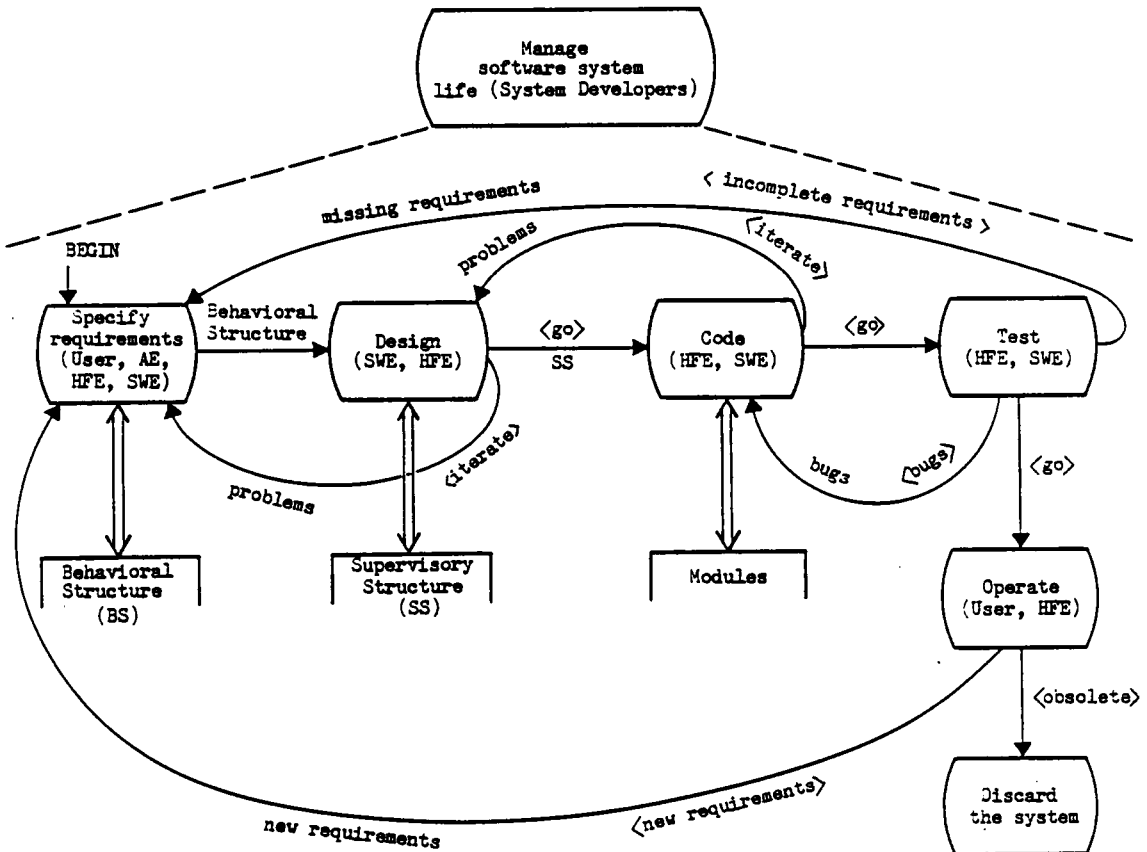 Manage
software system
life (System Developers)
missing requirements
< incomplete requirements >
problems
<iterate>
BEGIN
Specify
requirements
(User, AE,
HFE, SWE)
Behavioral
Structure
Design
(SWE, HFE)
<go>
SS
Code
(HFE, SWE)
<go>
Test
(HFE, SWE)
problems
<iterate>
bugs
<bugs>
<go>
Behavioral
Structure
(BS)
Supervisory
Structure
(SS)
Modules
Operate
(User, HFE)
<obsolete>
new requirements
<new requirements>
Discard
the system